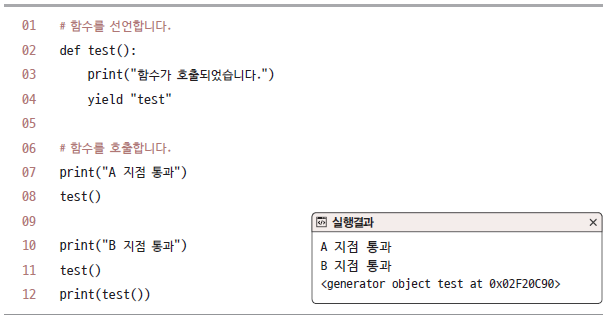 01 # 함수를 선언합니다.
02 def test():
03     print("함수가 호출되었습니다.")
04     yield "test"
05
06 # 함수를 호출합니다.
07 print("A 지점 통과")
08 test()
09
10 print("B 지점 통과")
11 test()
12 print(test())
실행결과
A 지점 통과
B 지점 통과
<generator object test at 0x02F20C90>